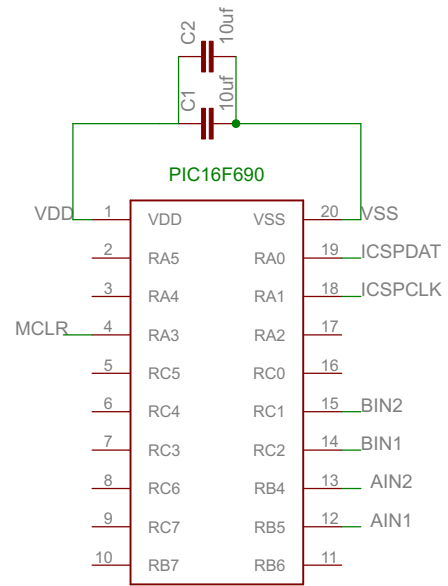 C2 10uf
C1 10uf
PIC16F690
VDD 1 VDD VSS 20 VSS
2 RA5 RA0 19 ICSPDAT
3 RA4 RA1 18 ICSPCLK
MCLR 4 RA3 RA2 17
5 RC5 RC0 16
6 RC4 RC1 15 BIN2
7 RC3 RC2 14 BIN1
8 RC6 RB4 13 AIN2
9 RC7 RB5 12 AIN1
10 RB7 RB6 11